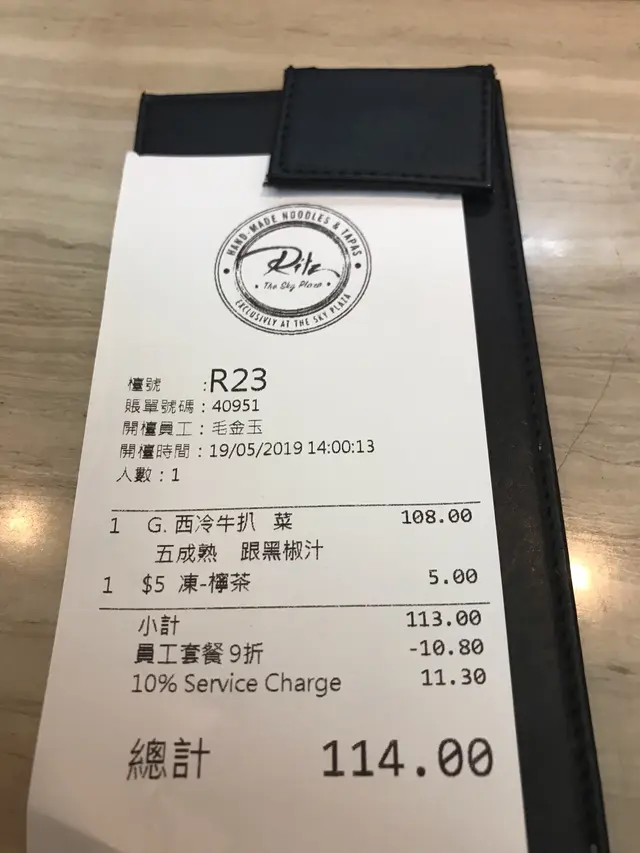 HAND-MADE NOODLES & TAPAS
Ritz
The Sky Plaza
EXCLUSIVLY AT THE SKY PLAZA
檯號 :R23
賬單號碼:40951
開檯員工:毛金玉
開檯時間:19/05/2019 14:00:13
人數:1
1 G. 西冷牛扒 菜 108.00
五成熟 跟黑椒汁
1 $5 凍-檸茶 5.00
小計 113.00
員工套餐 9折 -10.80
10% Service Charge 11.30
總計 114.00